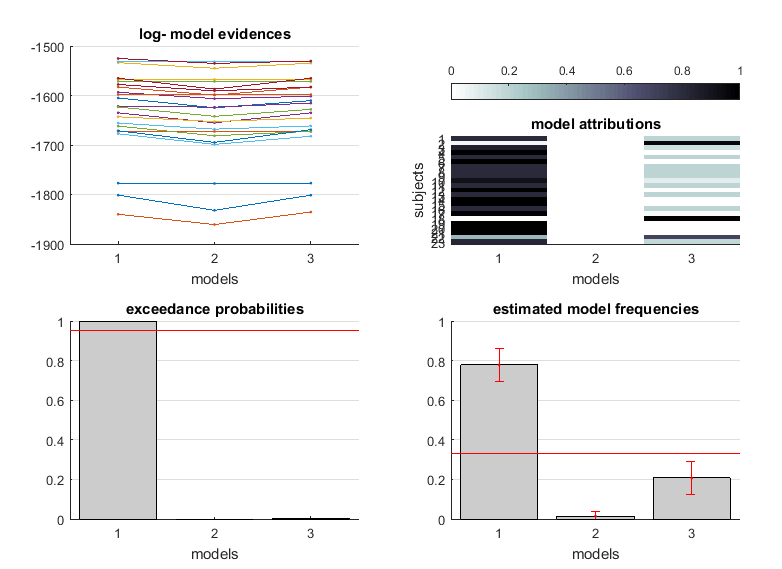 log- model evidences
-1500
-1600
-1700
-1800
-1900
1 2 3
models
0 0.2 0.4 0.6 0.8 1
model attributions
subjects
1
23
1 2 3
models
exceedance probabilities
1
0.8
0.6
0.4
0.2
0
1 2 3
models
estimated model frequencies
1
0.8
0.6
0.4
0.2
0
1 2 3
models